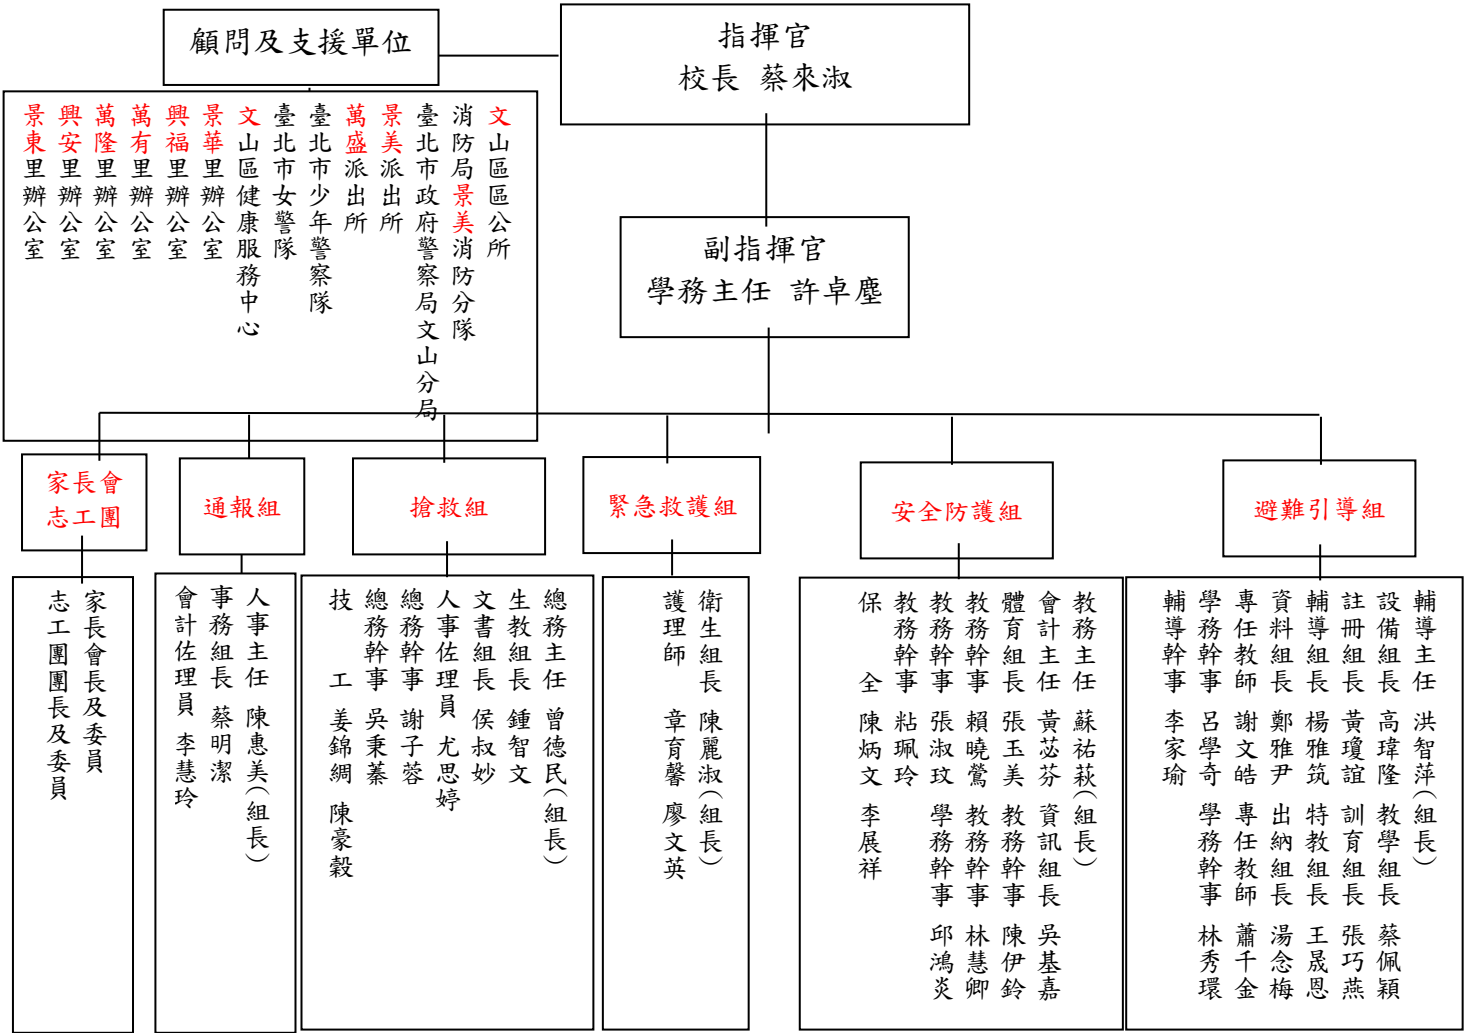 顧問及支援單位
指揮官
校長 蔡來淑
文山區區公所
消防局景美消防分隊
臺北市政府警察局文山分局
景美派出所
萬盛派出所
臺北市少年警察隊
臺北市女警隊
文山區健康服務中心
景華里辦公室
興福里辦公室
萬有里辦公室
萬隆里辦公室
興安里辦公室
景東里辦公室
副指揮官
學務主任 許卓塵
家長會
志工團
通報組
搶救組
緊急救護組
安全防護組
避難引導組
家長會長及委員
志工團團長及委員
人事主任 陳惠美(組長)
事務組長 蔡明潔
會計佐理員 李慧玲
總務主任 曾德民(組長)
生教組長 鍾智文
文書組長 侯叔妙
人事佐理員 尤思婷
總務幹事 謝子蓉
總務幹事 吳秉蓁
技工 姜錦綢 陳豪穀
衛生組長 陳麗淑(組長)
護理師 章育馨 廖文英
教務主任 蘇祐萩(組長)
會計主任 黃苾芬 資訊組長 吳基嘉
體育組長 張玉美 教務幹事 陳伊鈴
教務幹事 賴曉鶯 教務幹事 林慧卿
教務幹事 張淑玟 學務幹事 邱鴻炎
教務幹事 粘珮玲
保全 陳炳文 李展祥
輔導主任 洪智萍(組長)
設備組長 高瑋隆 教學組長 蔡佩穎
註冊組長 黃瓊誼 訓育組長 張巧燕
輔導組長 楊雅筑 特教組長 王晟恩
資料組長 鄭雅尹 出納組長 湯念梅
專任教師 謝文皓 專任教師 蕭千金
學務幹事 呂學奇 學務幹事 林秀環
輔導幹事 李家瑜